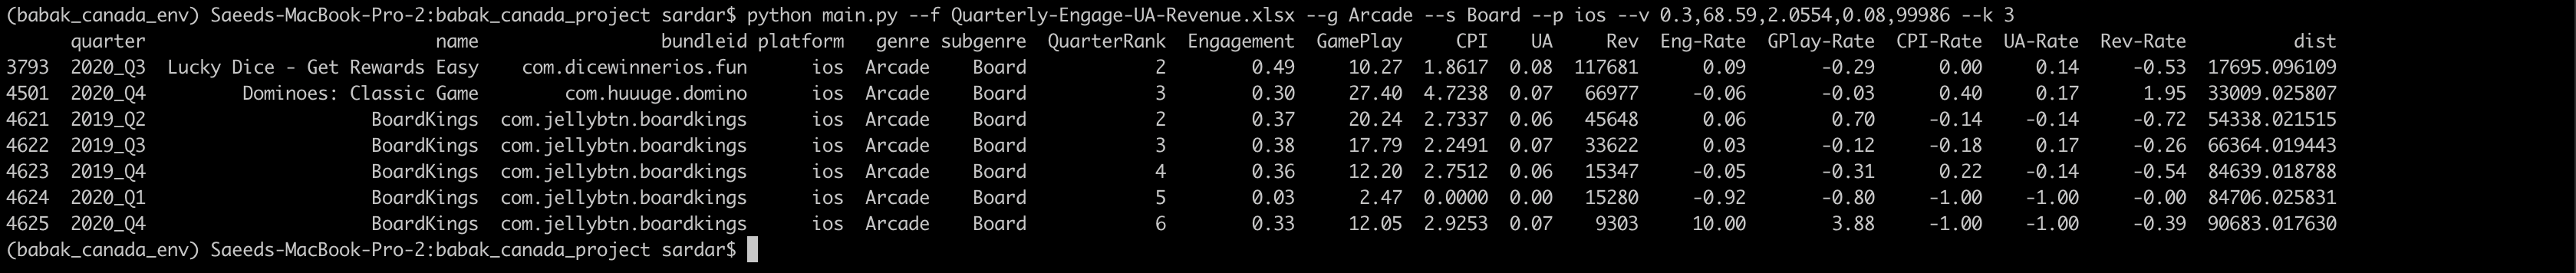 (babak_canada_env) Saeeds-MacBook-Pro-2:babak_canada_project sardar$ python main.py --f Quarterly-Engage-UA-Revenue.xlsx --g Arcade --s Board --p ios --v 0.3,68.59,2.0554,0.08,99986 --k 3
quarter name bundleid platform genre subgenre QuarterRank Engagement GamePlay CPI UA Rev Eng-Rate GPlay-Rate CPI-Rate UA-Rate Rev-Rate dist
3793 2020_Q3 Lucky Dice - Get Rewards Easy com.dicewinnerios.fun ios Arcade Board 2 0.49 10.27 1.8617 0.08 117681 0.09 -0.29 0.00 0.14 -0.53 17695.096109
4501 2020_Q4 Dominoes: Classic Game com.huuuge.domino ios Arcade Board 3 0.30 27.40 4.7238 0.07 66977 -0.06 -0.03 0.40 0.17 1.95 33009.025807
4621 2019_Q2 BoardKings com.jellybtn.boardkings ios Arcade Board 2 0.37 20.24 2.7337 0.06 45648 0.06 0.70 -0.14 -0.14 -0.72 54338.021515
4622 2019_Q3 BoardKings com.jellybtn.boardkings ios Arcade Board 3 0.38 17.79 2.2491 0.07 33622 0.03 -0.12 -0.18 0.17 -0.26 66364.019443
4623 2019_Q4 BoardKings com.jellybtn.boardkings ios Arcade Board 4 0.36 12.20 2.7512 0.06 15347 -0.05 -0.31 0.22 -0.14 -0.54 84639.018788
4624 2020_Q1 BoardKings com.jellybtn.boardkings ios Arcade Board 5 0.03 2.47 0.0000 0.00 15280 -0.92 -0.80 -1.00 -1.00 -0.00 84706.025831
4625 2020_Q4 BoardKings com.jellybtn.boardkings ios Arcade Board 6 0.33 12.05 2.9253 0.07 9303 10.00 3.88 -1.00 -1.00 -0.39 90683.017630
(babak_canada_env) Saeeds-MacBook-Pro-2:babak_canada_project sardar$